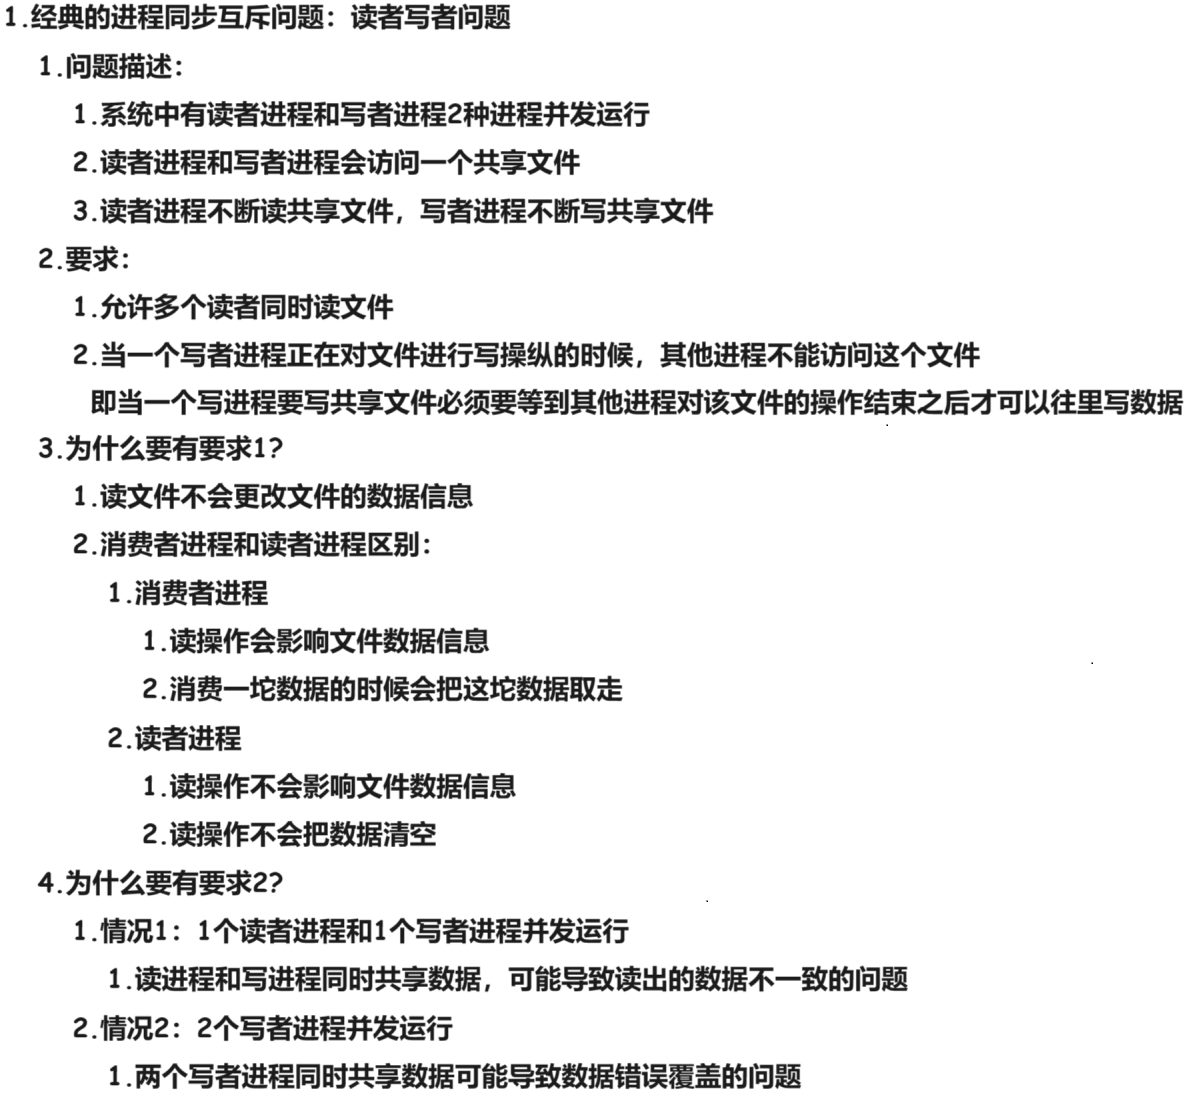 1.经典的进程同步互斥问题：读者写者问题
1.问题描述：
1.系统中有读者进程和写者进程2种进程并发运行
2.读者进程和写者进程会访问一个共享文件
3.读者进程不断读共享文件，写者进程不断写共享文件
2.要求：
1.允许多个读者同时读文件
2.当一个写者进程正在对文件进行写操纵的时候，其他进程不能访问这个文件
即当一个写进程要写共享文件必须要等到其他进程对该文件的操作结束之后才可以往里写数据
3.为什么要有要求1?
1.读文件不会更改文件的数据信息
2.消费者进程和读者进程区别：
1.消费者进程
1.读操作会影响文件数据信息
2.消费一坨数据的时候会把这坨数据取走
2.读者进程
1.读操作不会影响文件数据信息
2.读操作不会把数据清空
4.为什么要有要求2?
1.情况1：1个读者进程和1个写者进程并发运行
1.读进程和写进程同时共享数据，可能导致读出的数据不一致的问题
2.情况2：2个写者进程并发运行
1.两个写者进程同时共享数据可能导致数据错误覆盖的问题